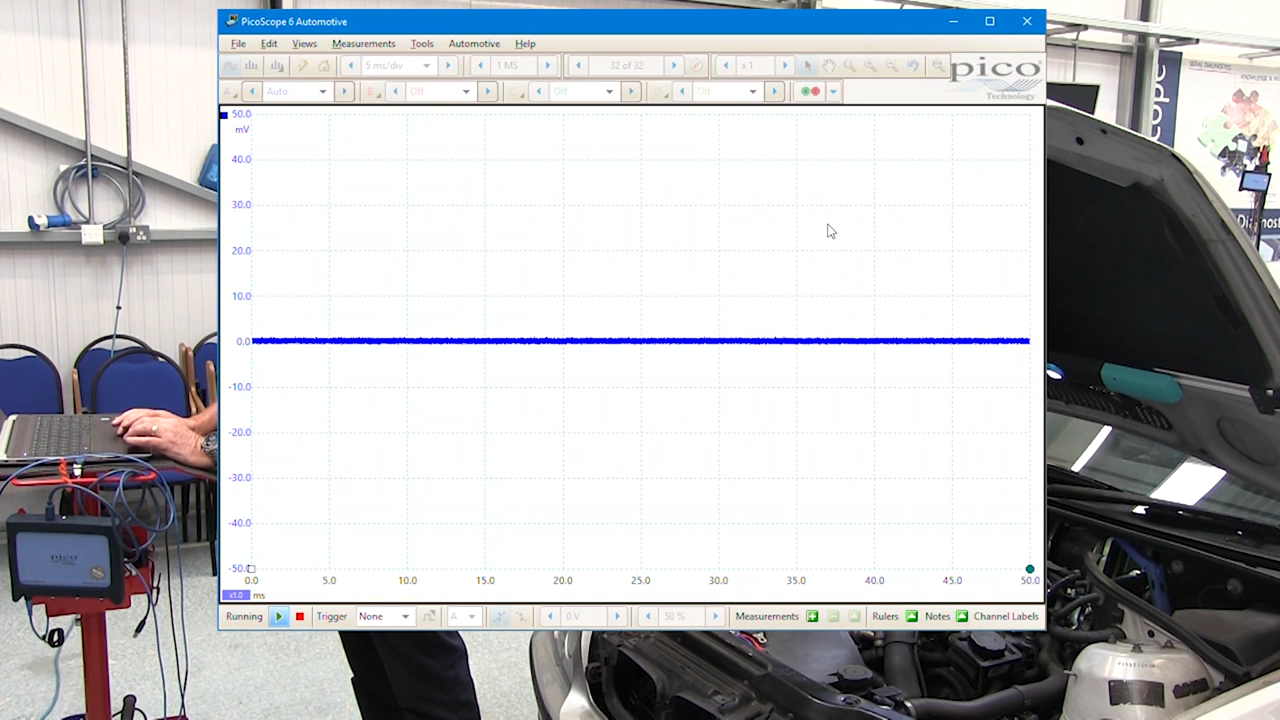 PicoScope 6 Automotive
File Edit Views Measurements Tools Automotive Help
5 ms/div 1 MS 32 of 32 x 1
pico
Technology
A Auto B Off C Off Off
50.0
mV
40.0
30.0
20.0
10.0
0.0
-10.0
-20.0
-30.0
-40.0
-50.0
0.0 5.0 10.0 15.0 20.0 25.0 30.0 35.0 40.0 45.0 50.0
x1.0 ms
Running Trigger None A 0 V 50 % Measurements Rulers Notes Channel Labels
pico
cope
Diagnost